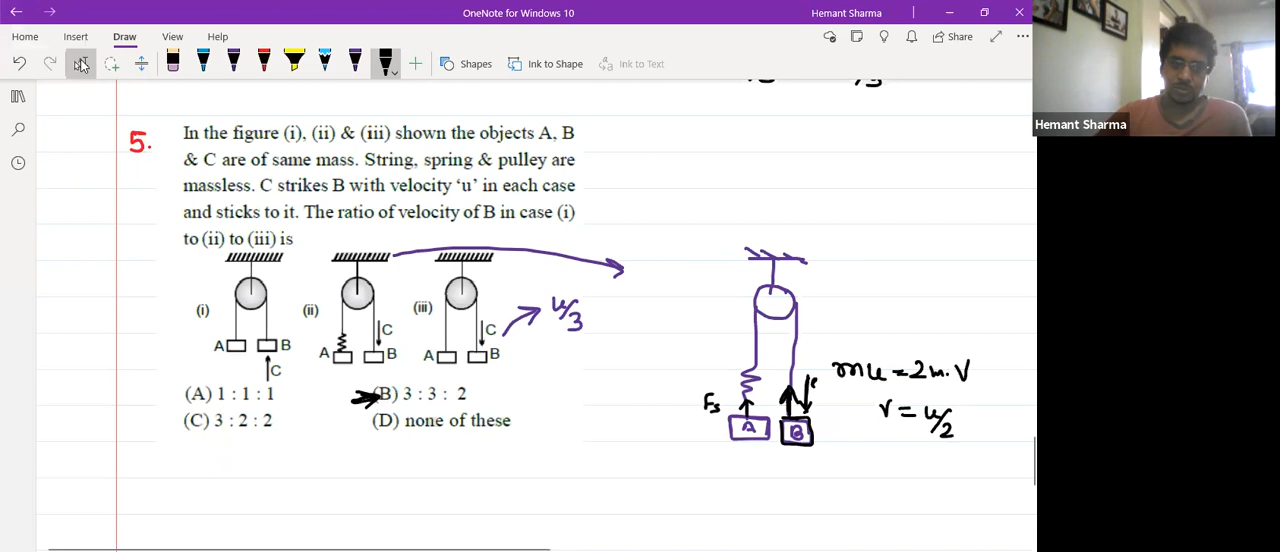 OneNote for Windows 10
Hemant Sharma
Home Insert Draw View Help
Share
Shapes Ink to Shape Ink to Text
Hemant Sharma
5.
In the figure (i), (ii) & (iii) shown the objects A, B
& C are of same mass. String, spring & pulley are
massless. C strikes B with velocity ‘u’ in each case
and sticks to it. The ratio of velocity of B in case (i)
to (ii) to (iii) is
(i) A B C
(ii) A B C
(iii) A B C
u/3
(A) 1 : 1 : 1 (B) 3 : 3 : 2
(C) 3 : 2 : 2 (D) none of these
Fs A B
mu = 2m.V
V = u/2